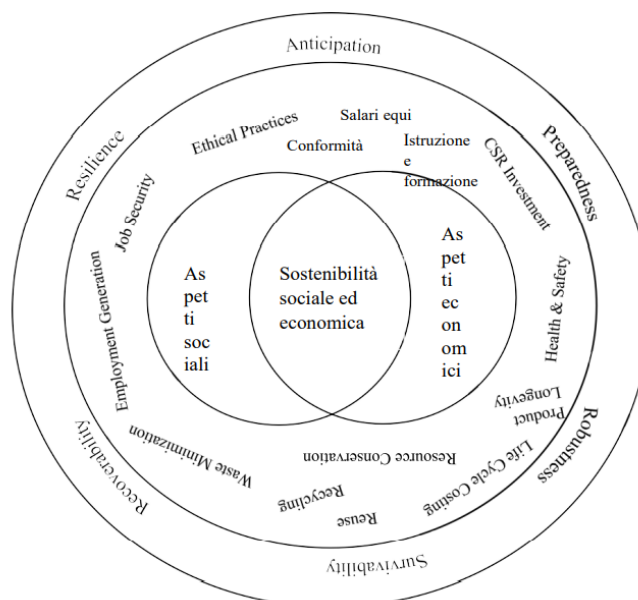 Anticipation
Resilience
Preparedness
Recoverability
Robustness
Survivability
Ethical Practices
Salari equi
Conformità
Istruzione
e
formazione
CSR Investment
Job Security
Health & Safety
Employment Generation
Product
Longevity
Waste Minimization
Resource Conservation
Life Cycle Costing
Recycling
Reuse
As
pet
ti
soc
iali
Sostenibilità
sociale ed
economica
As
pet
ti
ec
on
om
ici